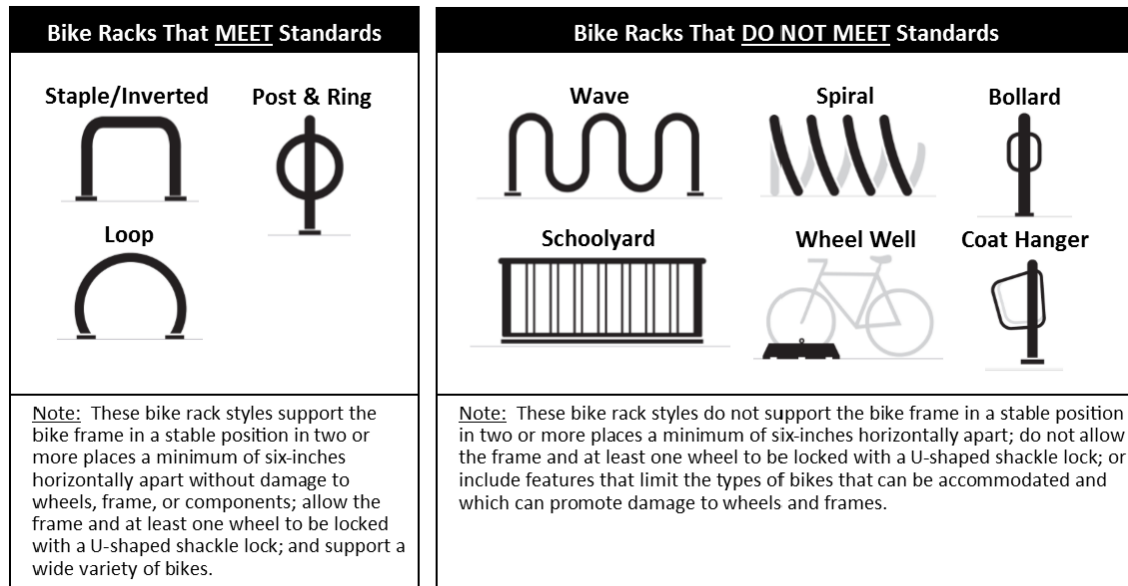 Bike Racks That MEET Standards
Staple/Inverted
Post & Ring
Loop
Note: These bike rack styles support the
bike frame in a stable position in two or
more places a minimum of six-inches
horizontally apart without damage to
wheels, frame, or components; allow the
frame and at least one wheel to be locked
with a U-shaped shackle lock; and support a
wide variety of bikes.
Bike Racks That DO NOT MEET Standards
Wave
Spiral
Bollard
Schoolyard
Wheel Well
Coat Hanger
Note: These bike rack styles do not support the bike frame in a stable position
in two or more places a minimum of six-inches horizontally apart; do not allow
the frame and at least one wheel to be locked with a U-shaped shackle lock; or
include features that limit the types of bikes that can be accommodated and
which can promote damage to wheels and frames.